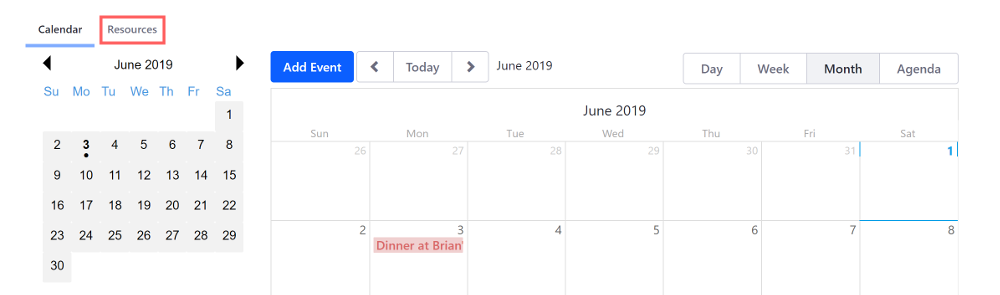 Calendar Resources
June 2019
Su Mo Tu We Th Fr Sa
1
2 3 4 5 6 7 8
9 10 11 12 13 14 15
16 17 18 19 20 21 22
23 24 25 26 27 28 29
30
Add Event Today June 2019 Day Week Month Agenda
June 2019
Sun Mon Tue Wed Thu Fri Sat
26 27 28 29 30 31 1
2 3 4 5 6 7 8
Dinner at Brian'